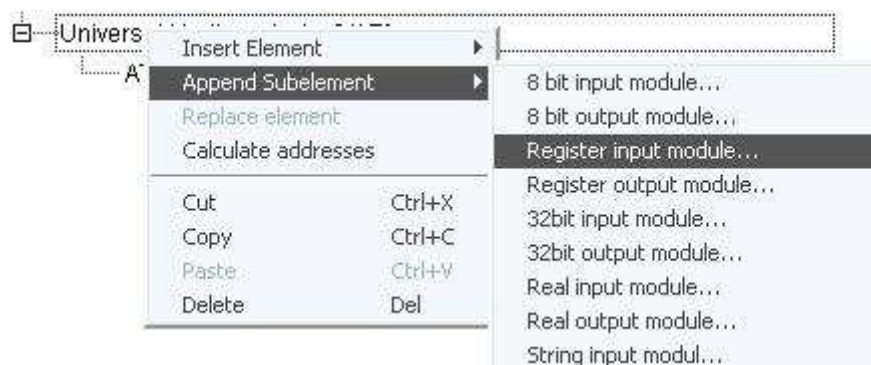 Univers
Insert Element
Append Subelement
Replace element
Calculate addresses
Cut Ctrl+X
Copy Ctrl+C
Paste Ctrl+V
Delete Del
8 bit input module...
8 bit output module...
Register input module...
Register output module...
32bit input module...
32bit output module...
Real input module...
Real output module...
String input modul...